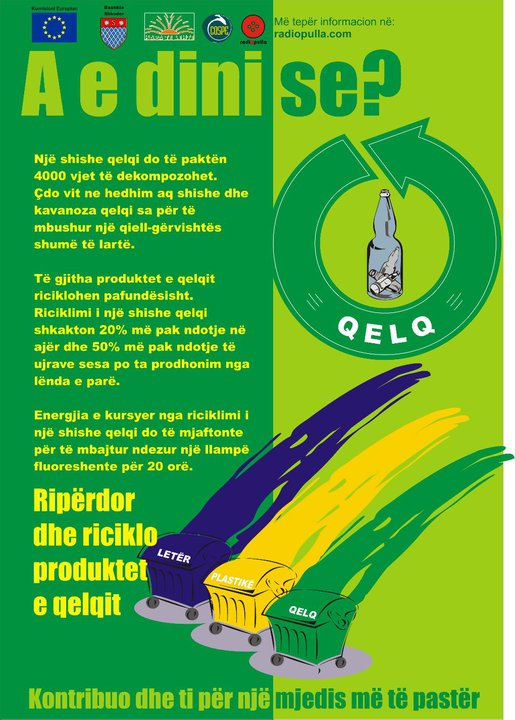 Komisioni Europian
Bashkia
Shkoder
COSPE
radiopulla
Më tepër informacion në:
radiopulla.com
A e dini se?
Një shishe qelqi do të paktën
4000 vjet të dekompozohet.
Çdo vit ne hedhim aq shishe dhe
kavanoza qelqi sa për të
mbushur një qiell-gërvishtës
shumë të lartë.
Të gjitha produktet e qelqit
riciklohen pafundësisht.
Riciklimi i një shishe qelqi
shkakton 20% më pak ndotje në
ajër dhe 50% më pak ndotje të
ujrave sesa po ta prodhonim nga
lënda e parë.
Energjia e kursyer nga riciklimi i
një shishe qelqi do të mjaftonte
për të mbajtur ndezur një llampë
fluoreshente për 20 orë.
QELQ
Ripërdor
dhe riciklo
produktet
e qelqit
LETËR
PLASTIKË
QELQ
Kontribuo dhe ti për një mjedis më të pastër